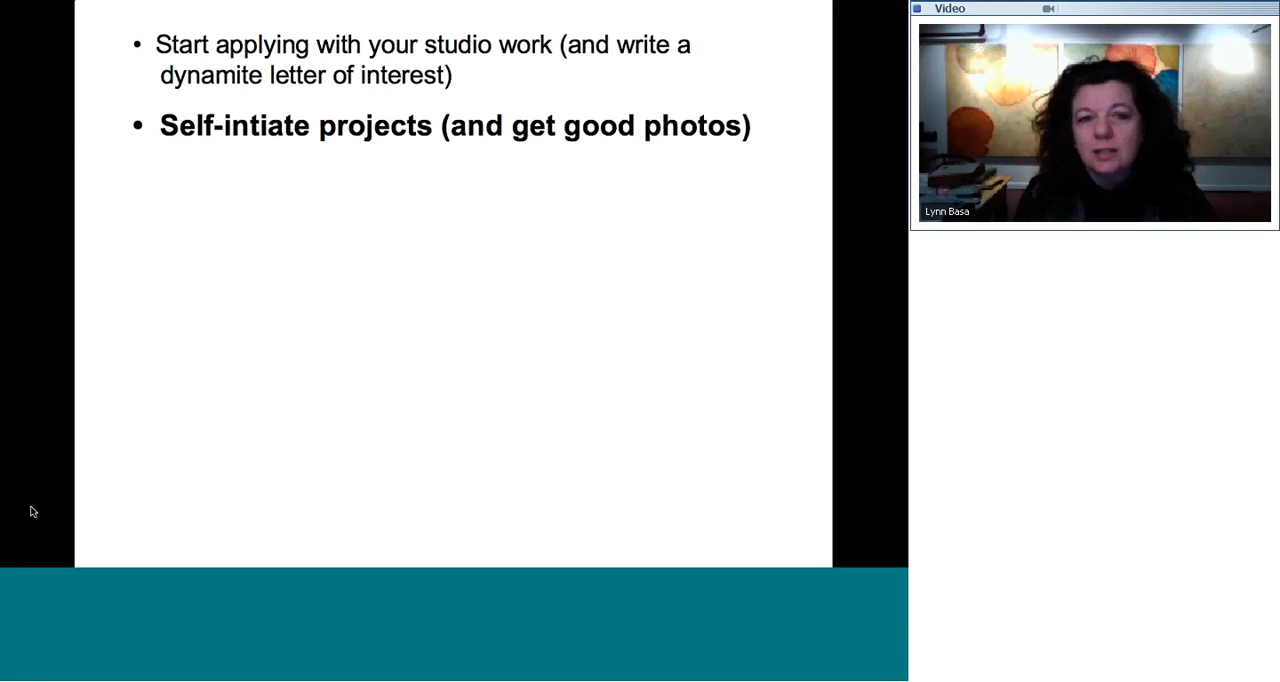 • Start applying with your studio work (and write a
dynamite letter of interest)
• Self-intiate projects (and get good photos)
Video
Lynn Basa